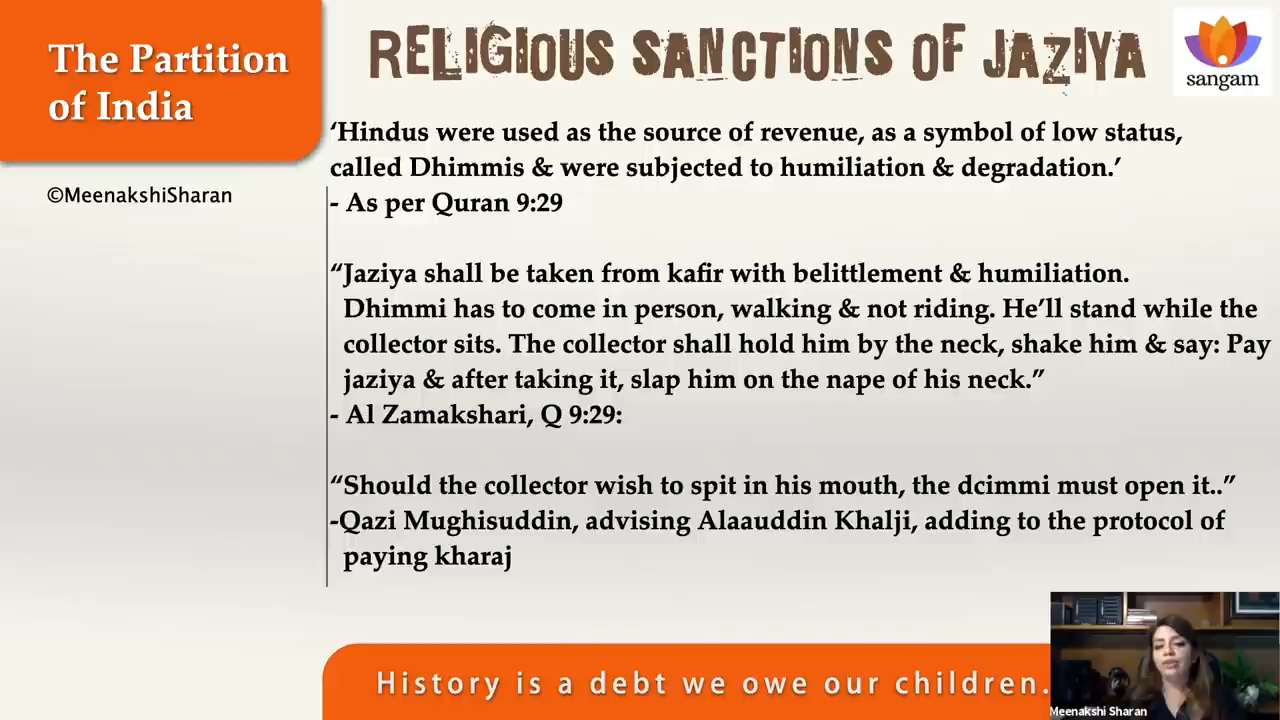 The Partition
of India
©MeenakshiSharan
RELIGIOUS SANCTIONS OF JAZIYA
sangam
‘Hindus were used as the source of revenue, as a symbol of low status,
called Dhimmis & were subjected to humiliation & degradation.’
- As per Quran 9:29
“Jaziya shall be taken from kafir with belittlement & humiliation.
Dhimmi has to come in person, walking & not riding. He’ll stand while the
collector sits. The collector shall hold him by the neck, shake him & say: Pay
jaziya & after taking it, slap him on the nape of his neck.”
- Al Zamakshari, Q 9:29:
“Should the collector wish to spit in his mouth, the dcimmi must open it..”
-Qazi Mughisuddin, advising Alaauddin Khalji, adding to the protocol of
paying kharaj
History is a debt we owe our children.
Meenakshi Sharan